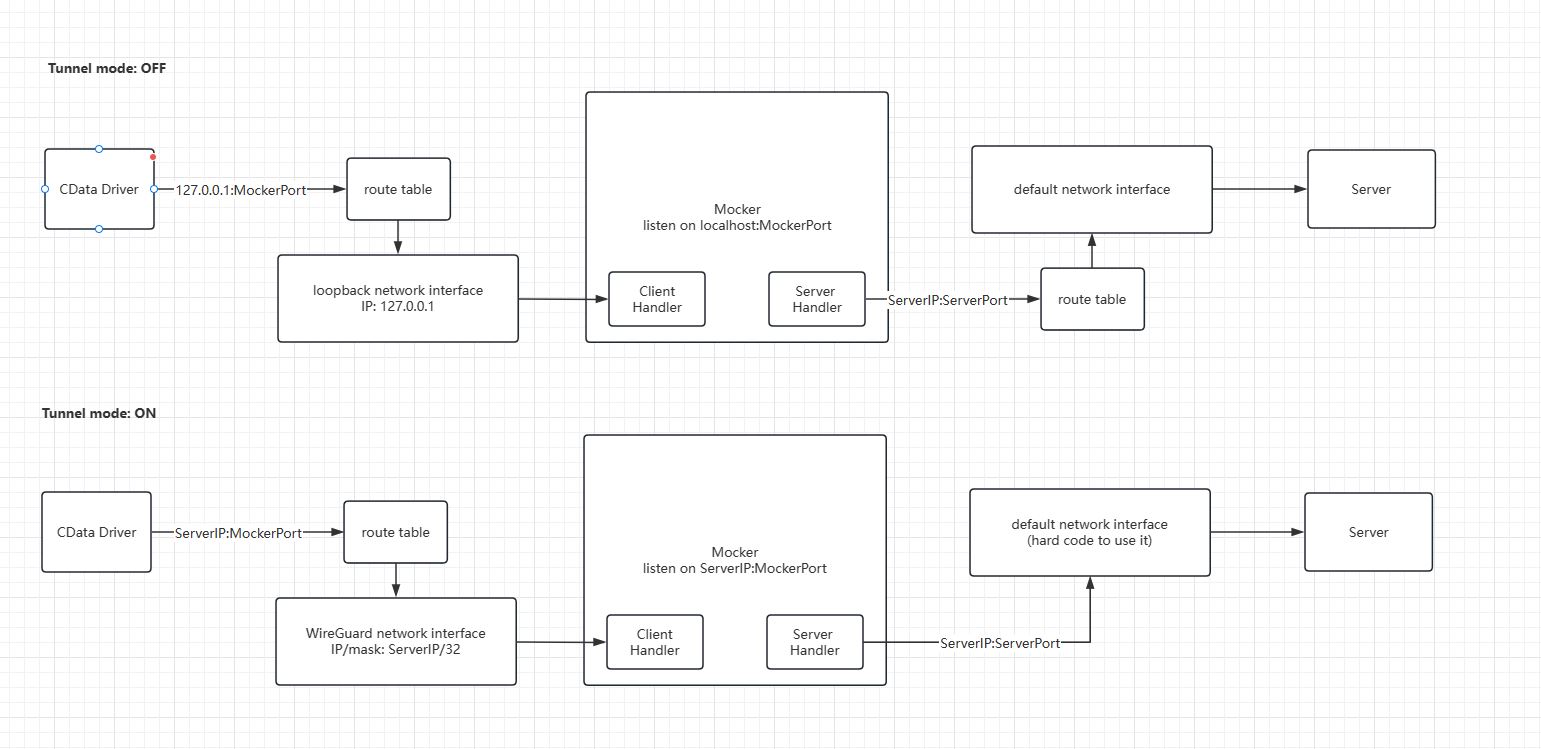 Tunnel mode: OFF
CData Driver
127.0.0.1:MockerPort
route table
loopback network interface
IP: 127.0.0.1
Mocker
listen on localhost:MockerPort
Client
Handler
Server
Handler
ServerIP:ServerPort
route table
default network interface
Server
Tunnel mode: ON
CData Driver
ServerIP:MockerPort
route table
WireGuard network interface
IP/mask: ServerIP/32
Mocker
listen on ServerIP:MockerPort
Client
Handler
Server
Handler
ServerIP:ServerPort
default network interface
(hard code to use it)
Server